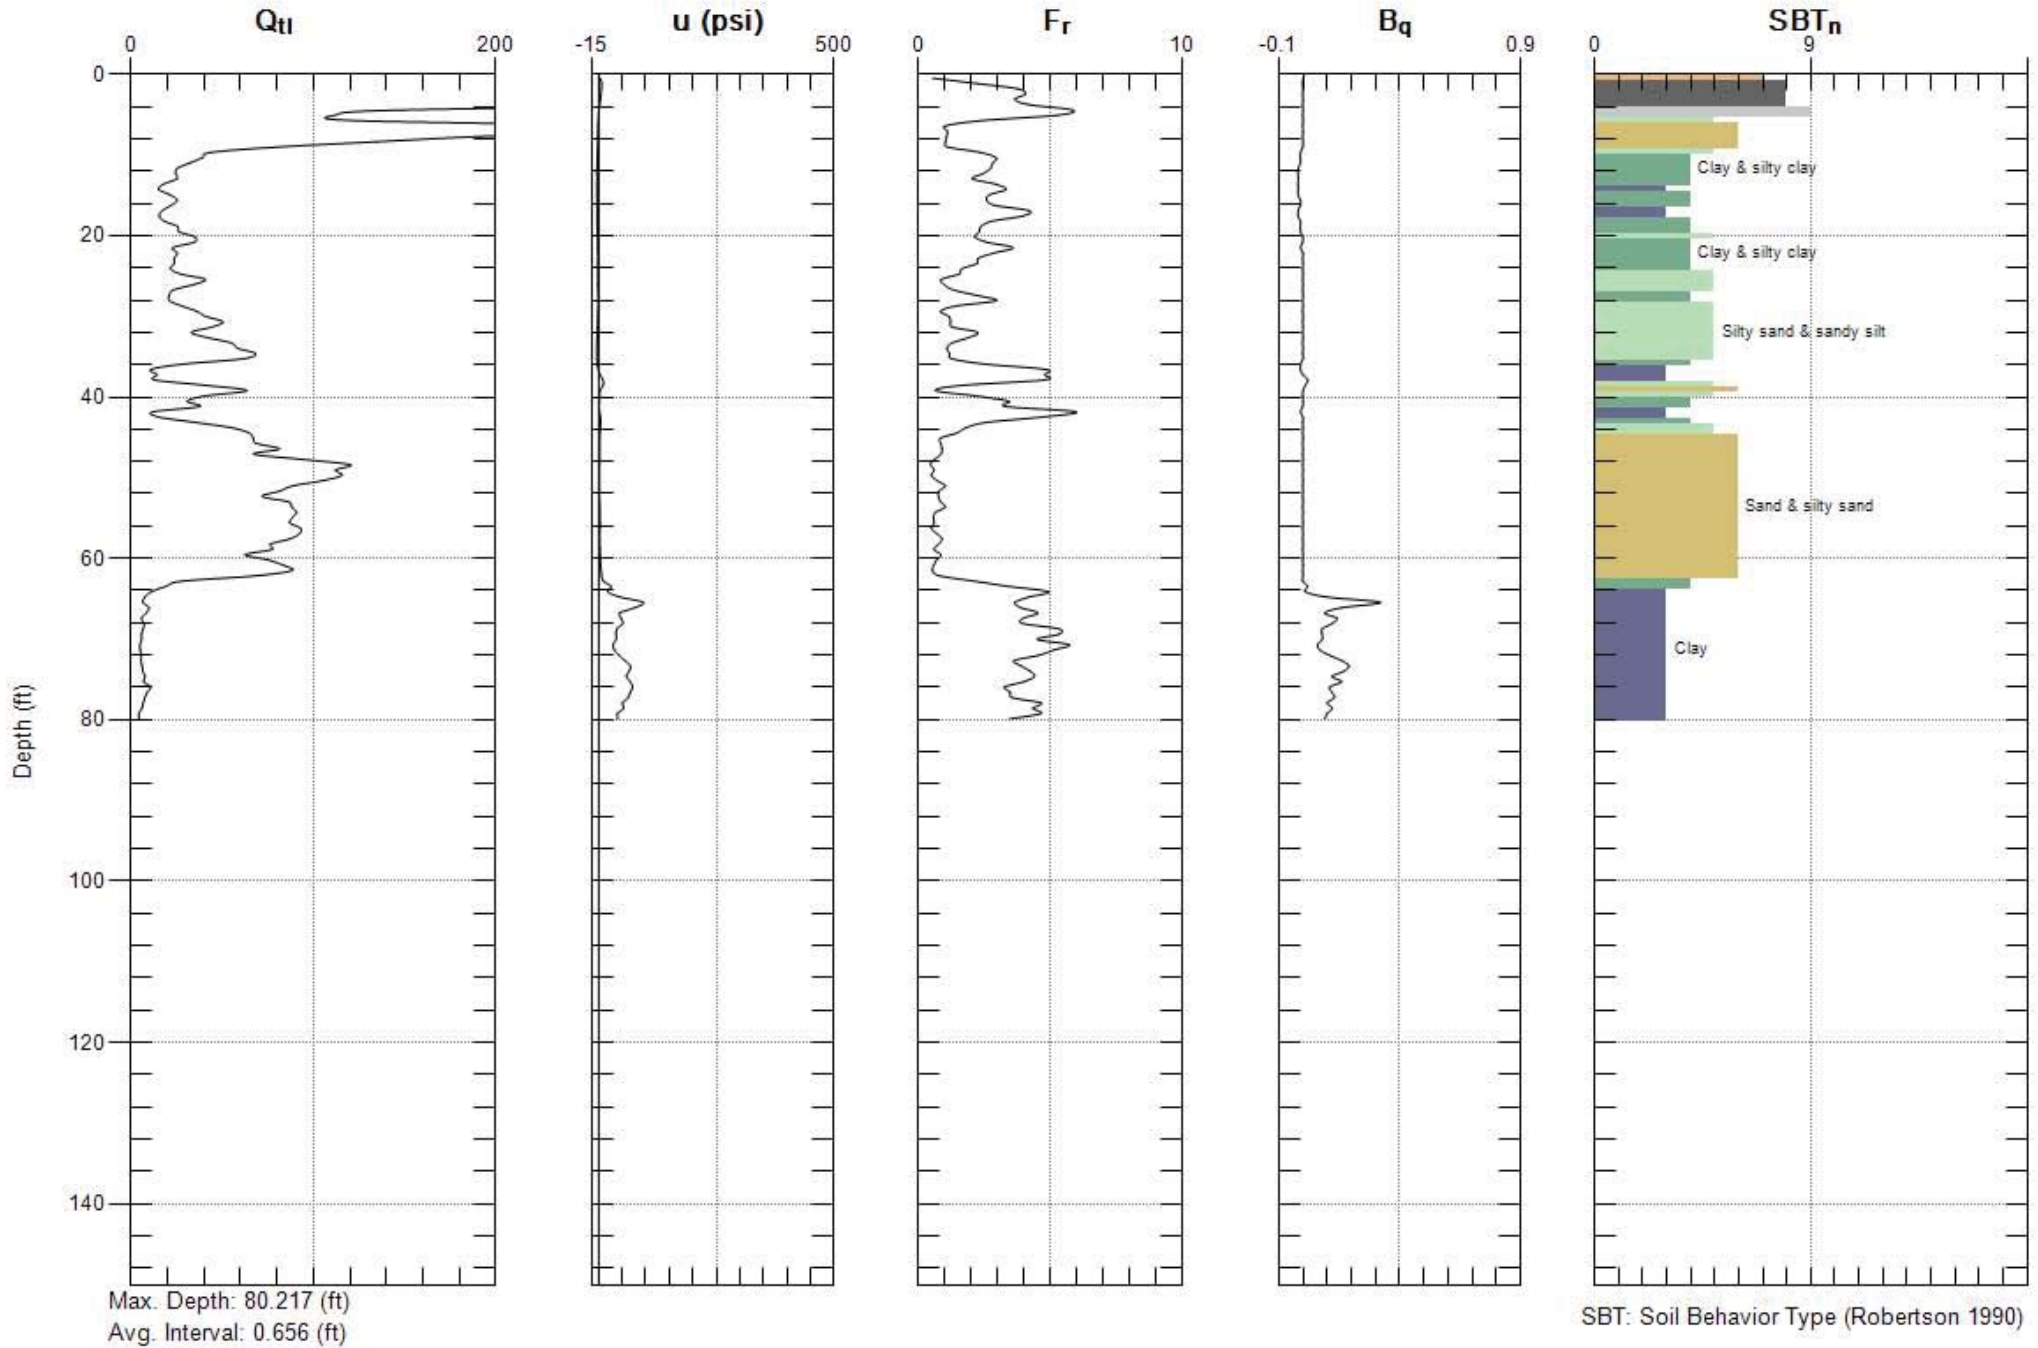 Qtl
u (psi)
Fr
Bq
SBTn
0
200
-15
500
0
10
-0.1
0.9
0
9
0
20
40
60
80
100
120
140
Depth (ft)
Clay & silty clay
Clay & silty clay
Silty sand & sandy silt
Sand & silty sand
Clay
Max. Depth: 80.217 (ft)
Avg. Interval: 0.656 (ft)
SBT: Soil Behavior Type (Robertson 1990)